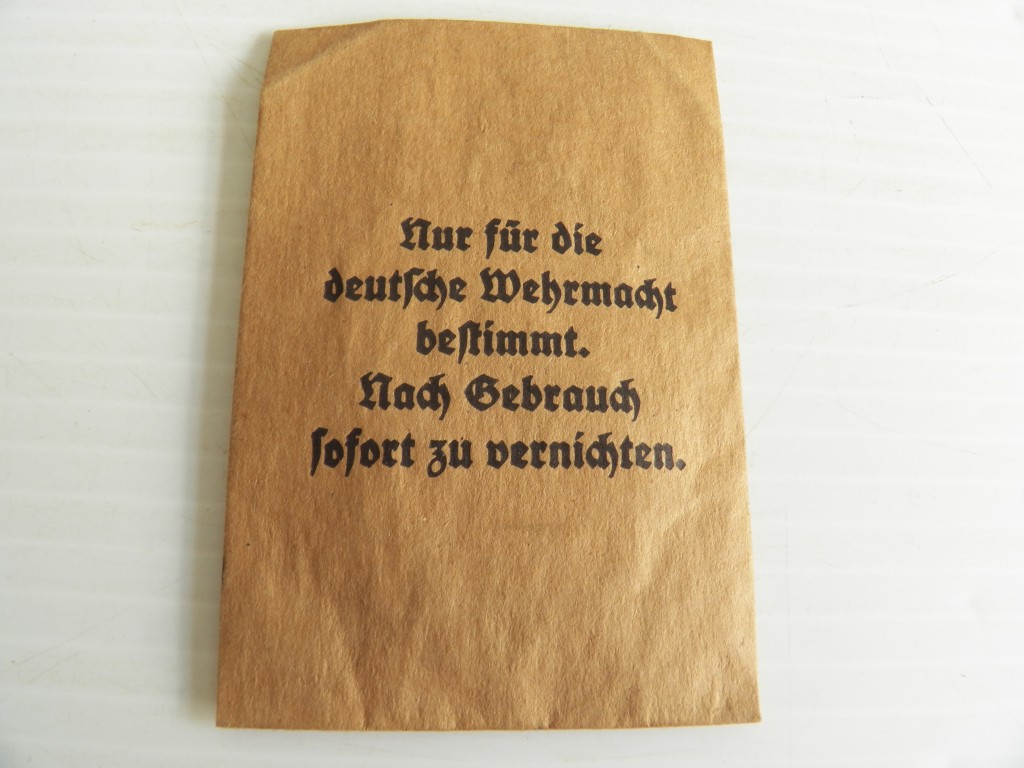 Nur für die
deutsche Wehrmacht
bestimmt.
Nach Gebrauch
sofort zu vernichten.